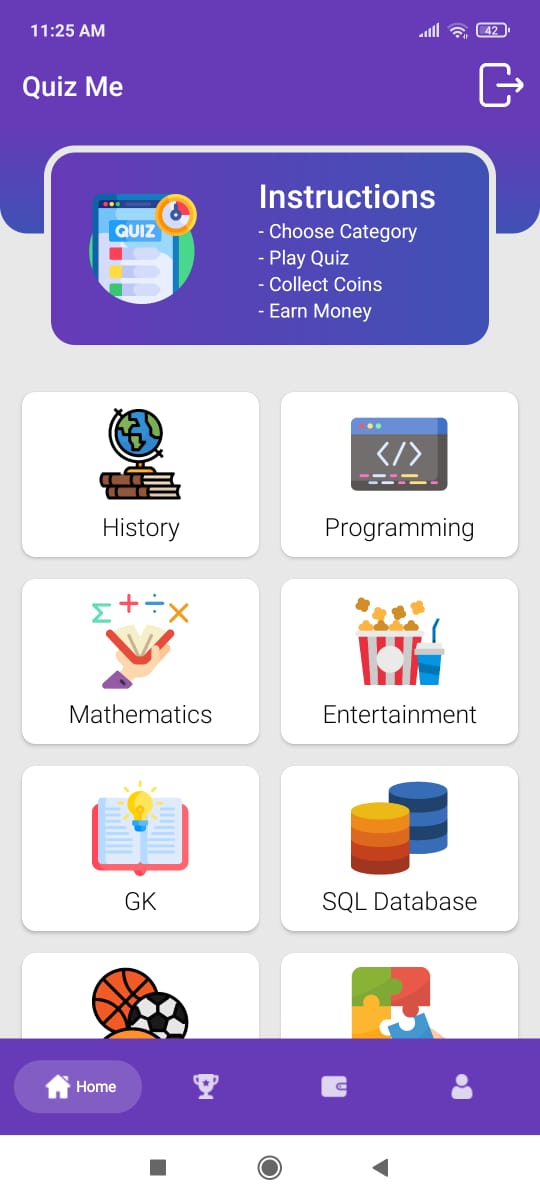 11:25 AM
42
Quiz Me
QUIZ
Instructions
- Choose Category
- Play Quiz
- Collect Coins
- Earn Money
History
Programming
Mathematics
Entertainment
GK
SQL Database
Home